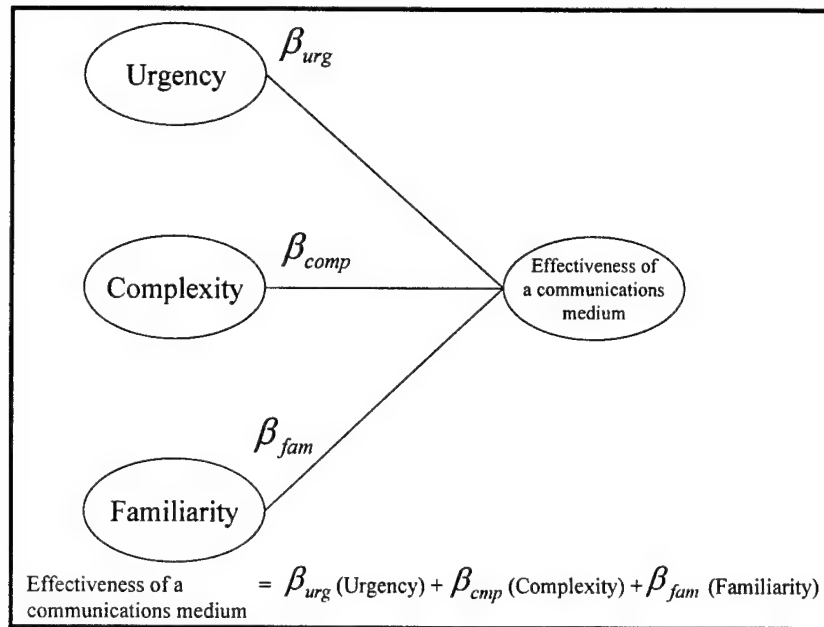 β_urg
Urgency
β_comp
Complexity
Effectiveness of
a communications
medium
β_fam
Familiarity
Effectiveness of a
communications medium
= β_urg (Urgency) + β_cmp (Complexity) + β_fam (Familiarity)